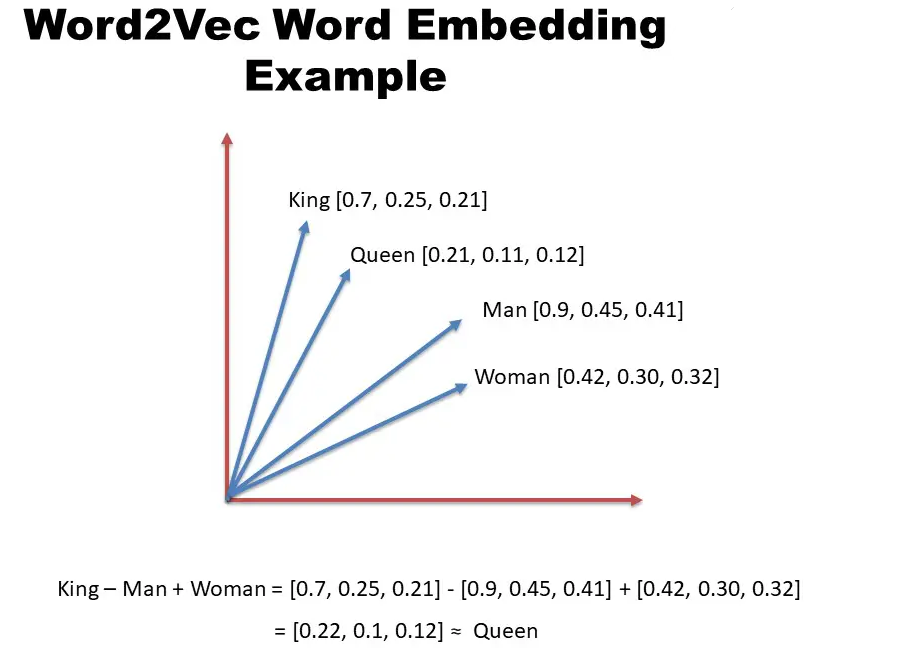 Word2Vec Word Embedding
Example
King [0.7, 0.25, 0.21]
Queen [0.21, 0.11, 0.12]
Man [0.9, 0.45, 0.41]
Woman [0.42, 0.30, 0.32]
King – Man + Woman = [0.7, 0.25, 0.21] - [0.9, 0.45, 0.41] + [0.42, 0.30, 0.32]
= [0.22, 0.1, 0.12] ≈ Queen